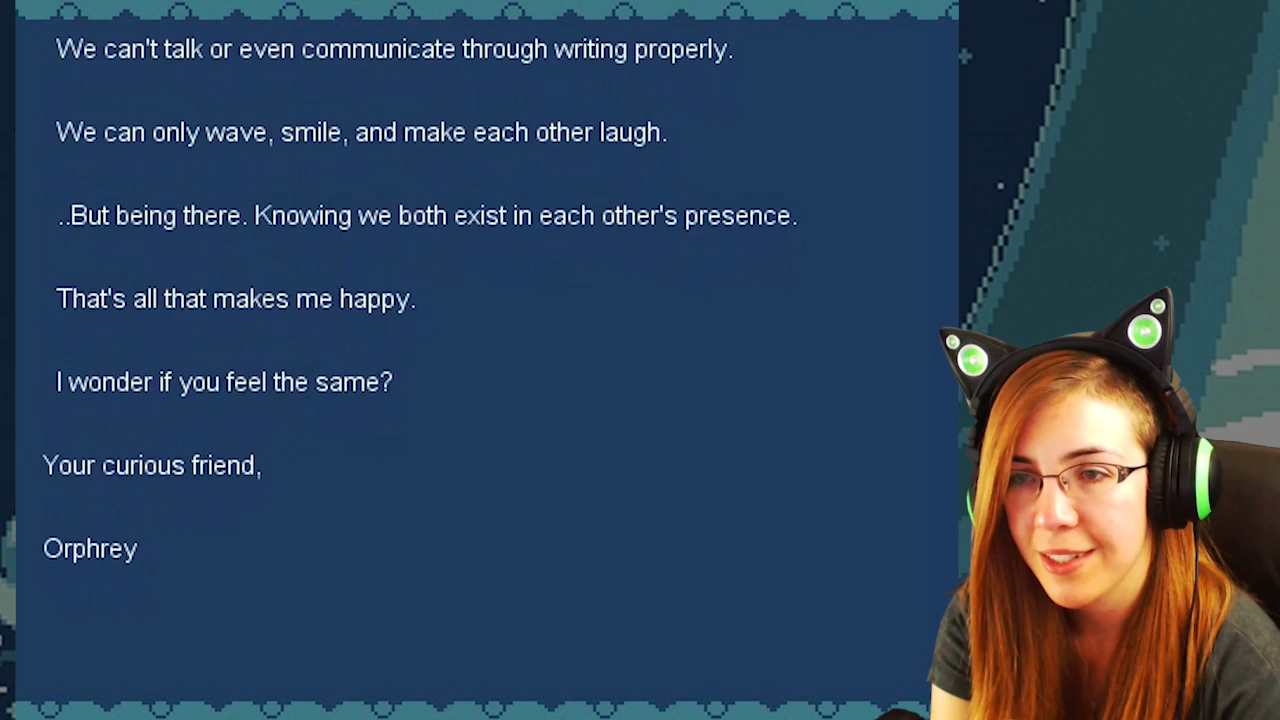 We can't talk or even communicate through writing properly.
We can only wave, smile, and make each other laugh.
..But being there. Knowing we both exist in each other's presence.
That's all that makes me happy.
I wonder if you feel the same?
Your curious friend,
Orphrey